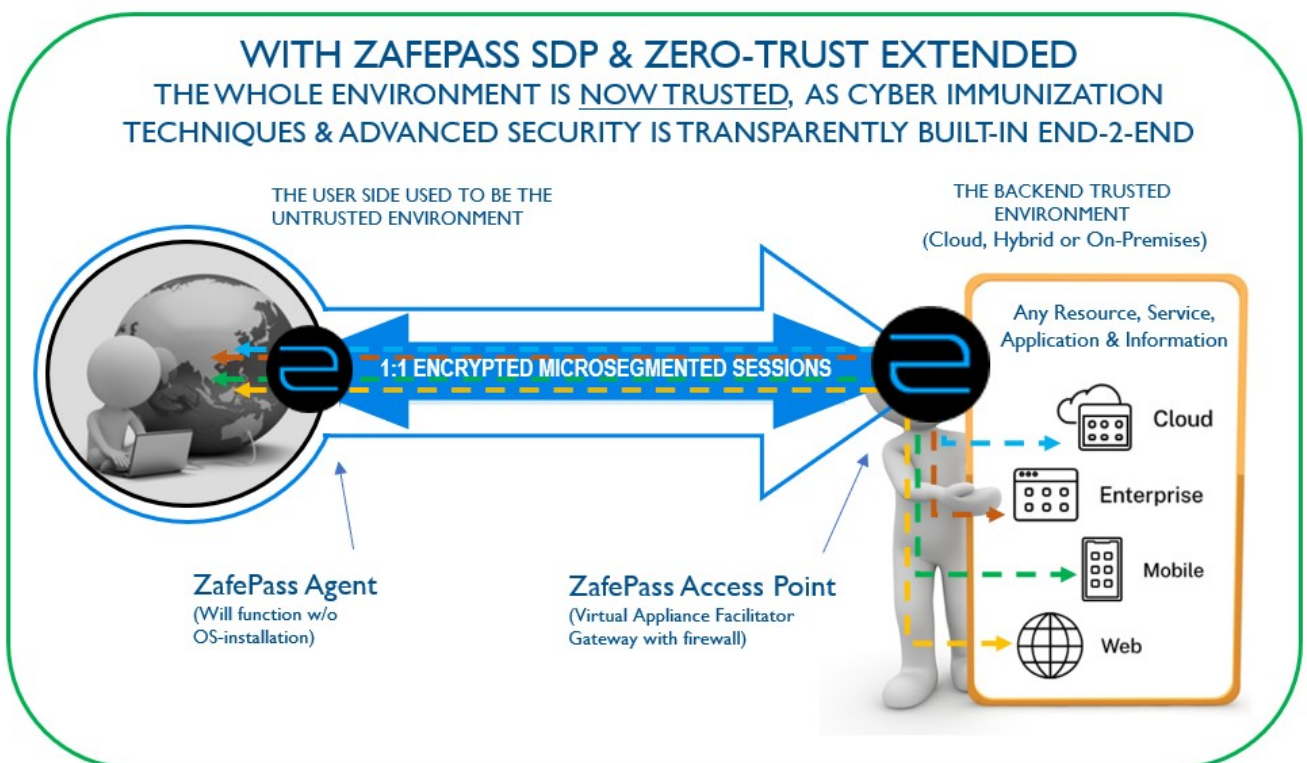 WITH ZAFEPASS SDP & ZERO-TRUST EXTENDED
THE WHOLE ENVIRONMENT IS NOW TRUSTED, AS CYBER IMMUNIZATION
TECHNIQUES & ADVANCED SECURITY IS TRANSPARENTLY BUILT-IN END-2-END
THE USER SIDE USED TO BE THE
UNTRUSTED ENVIRONMENT
THE BACKEND TRUSTED
ENVIRONMENT
(Cloud, Hybrid or On-Premises)
Any Resource, Service,
Application & Information
1:1 ENCRYPTED MICROSEGMENTED SESSIONS
Cloud
Enterprise
Mobile
Web
ZafePass Agent
(Will function w/o
OS-installation)
ZafePass Access Point
(Virtual Appliance Facilitator
Gateway with firewall)